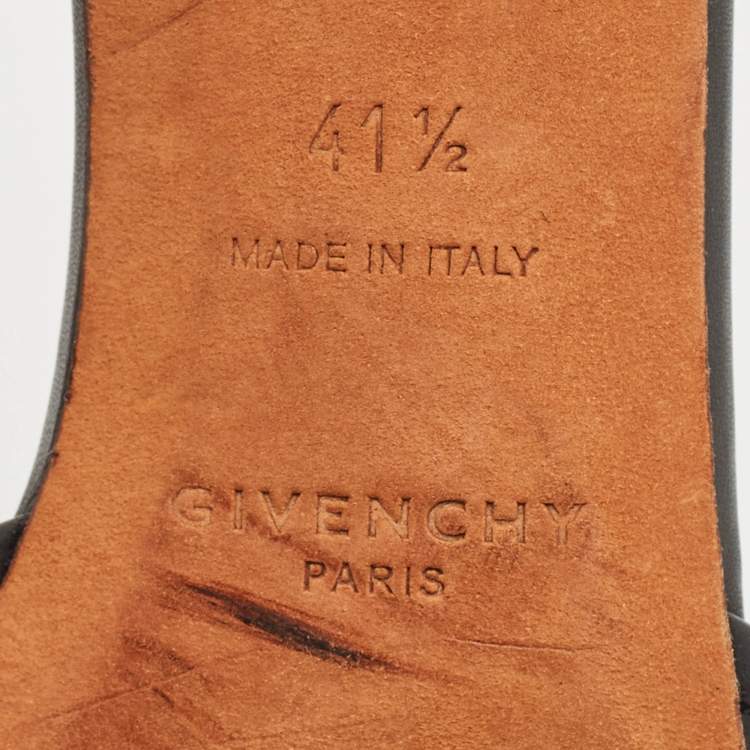 41½
MADE IN ITALY
GIVENCHY
PARIS